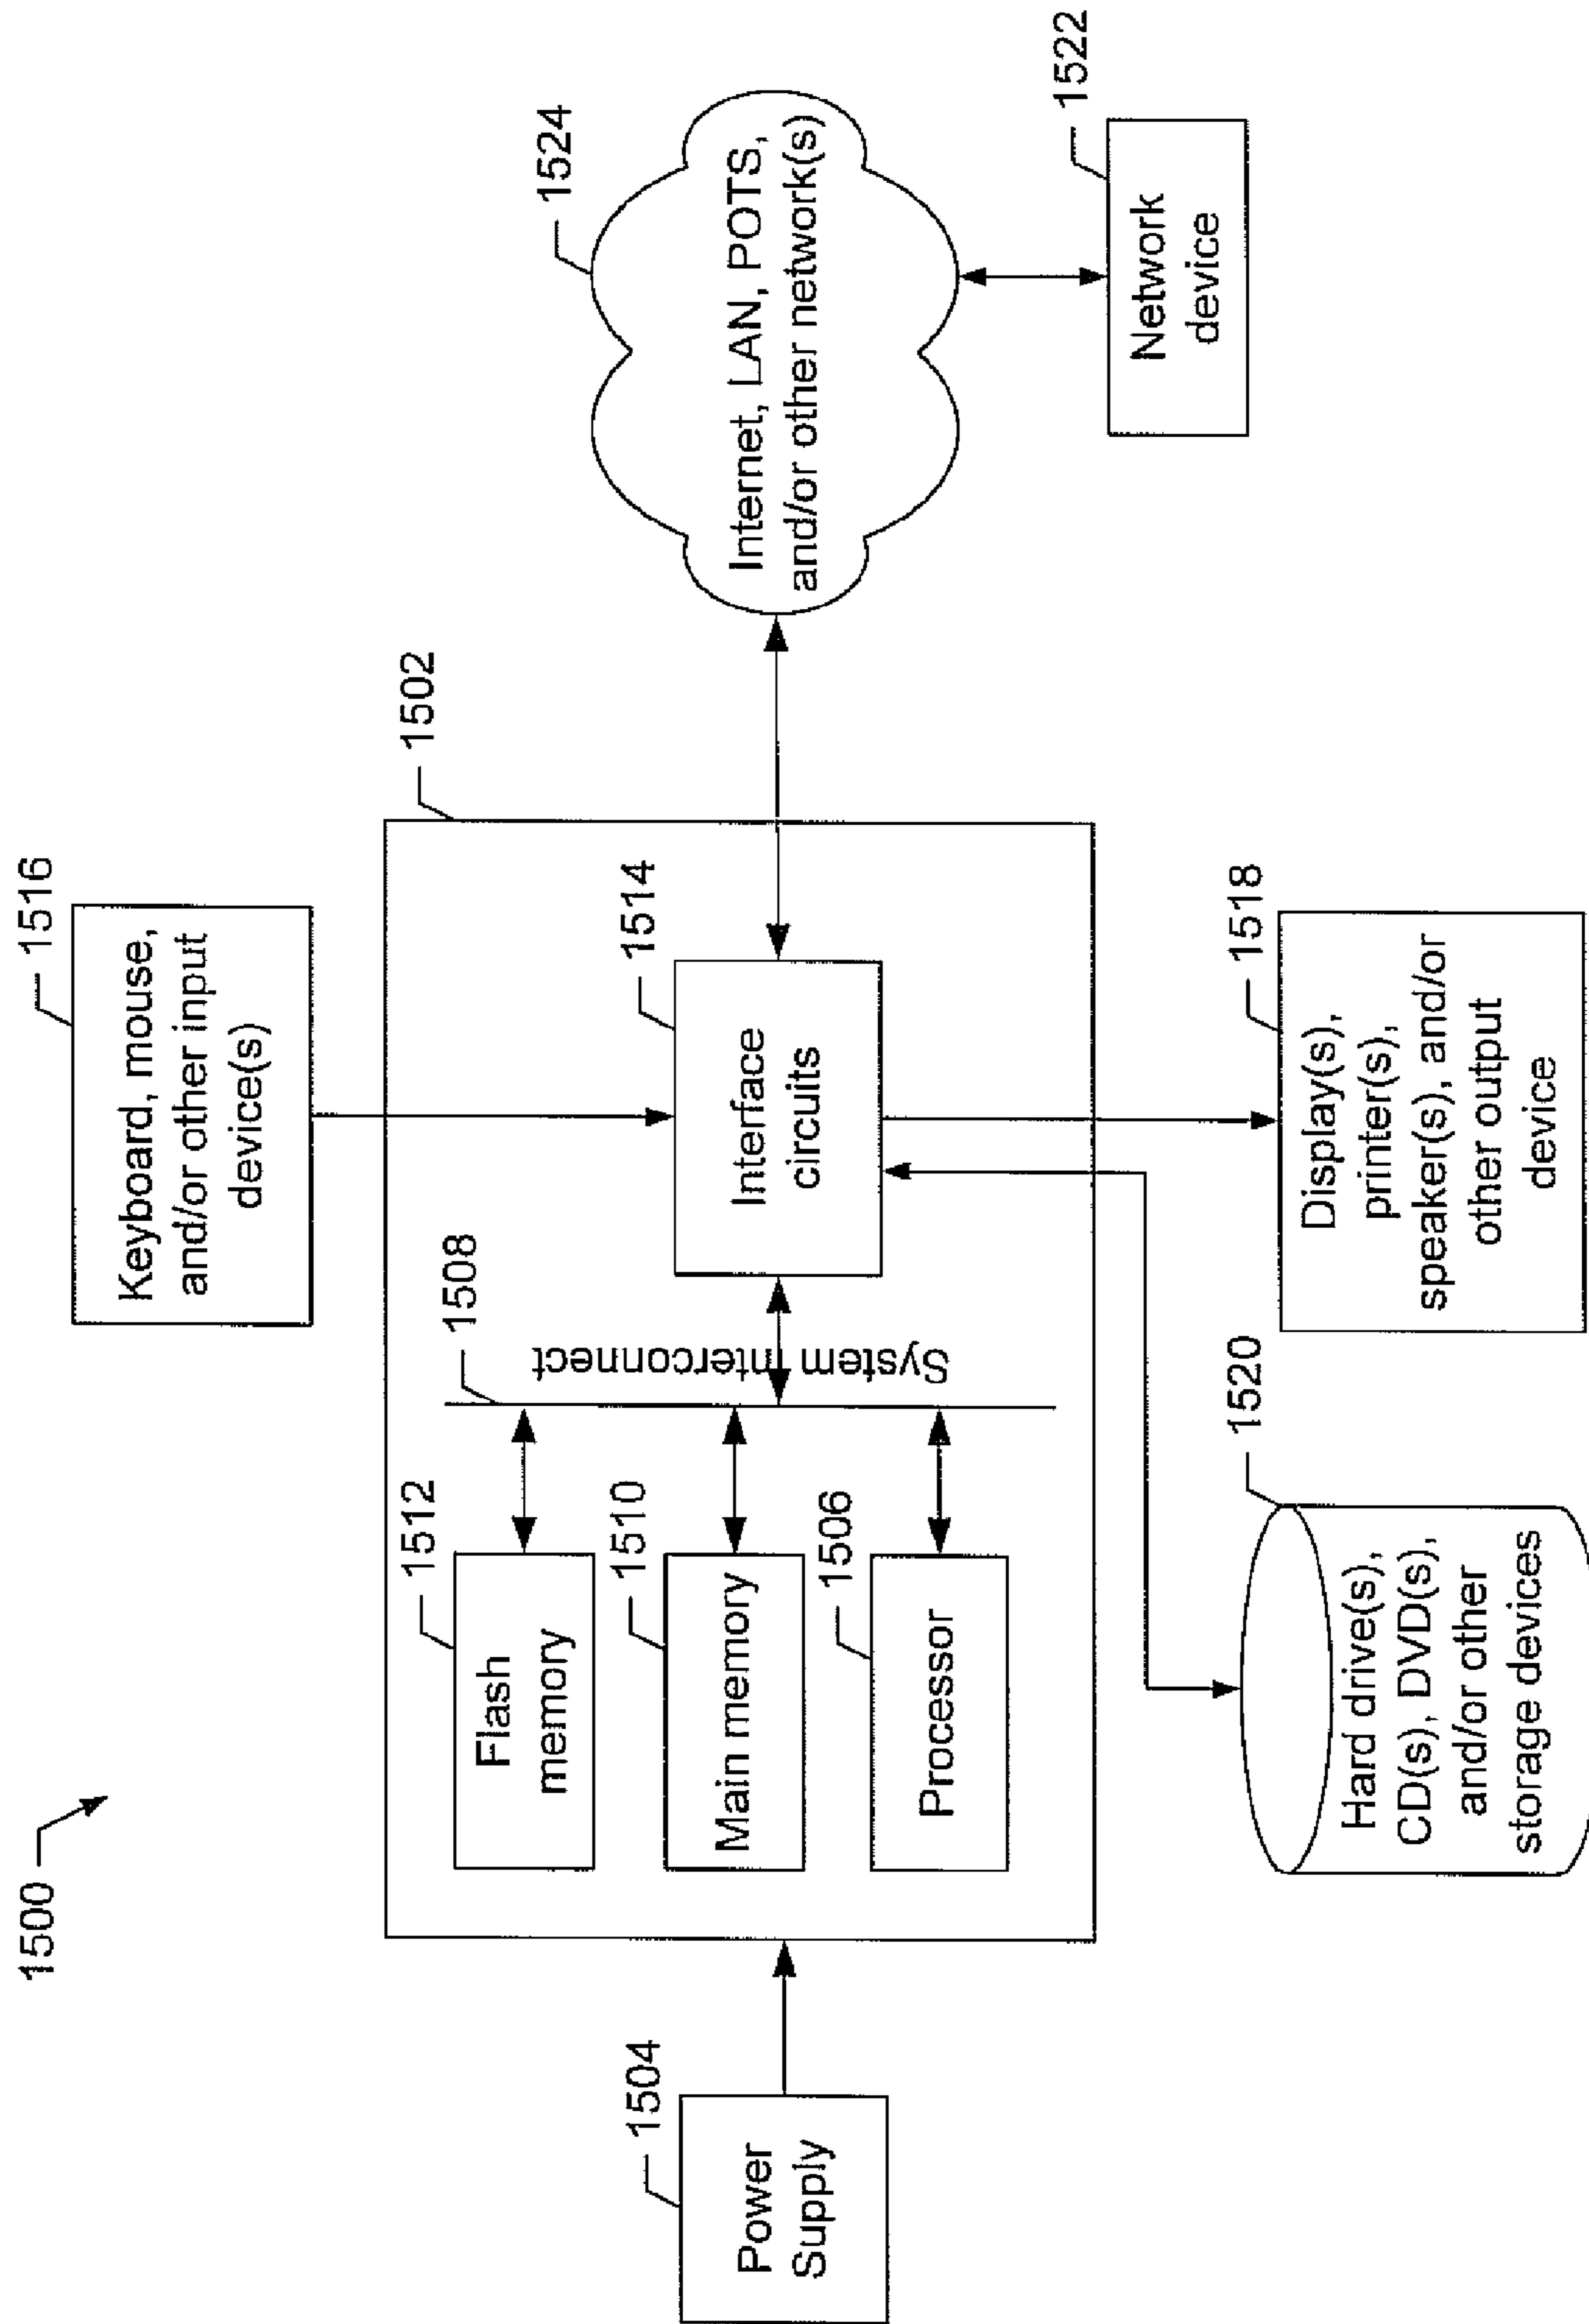 1500
1516
Keyboard, mouse,
and/or other input
device(s)
1502
1524
Internet, LAN, POTS,
and/or other network(s)
1504
Power
Supply
1512
Flash
memory
1510
Main memory
1506
Processor
1508
System Interconnect
1514
Interface
circuits
1522
Network
device
1520
Hard drive(s),
CD(s), DVD(s),
and/or other
storage devices
1518
Display(s),
printer(s),
speaker(s), and/or
other output
device